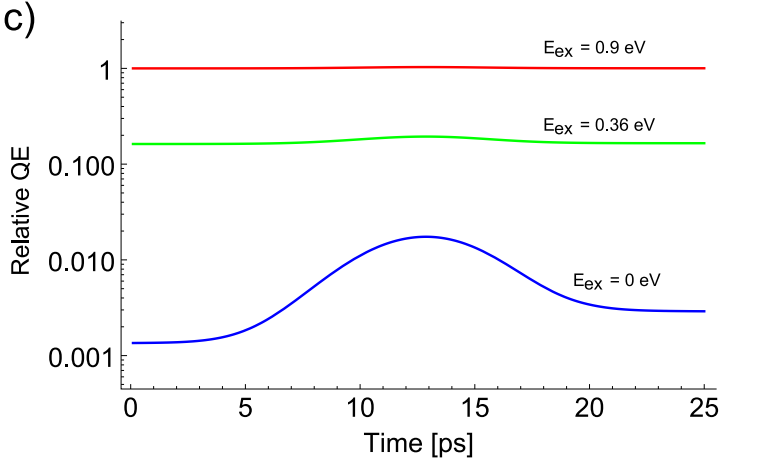 c)
E_ex = 0.9 eV
1
E_ex = 0.36 eV
0.100
Relative QE
0.010
E_ex = 0 eV
0.001
0 5 10 15 20 25
Time [ps]